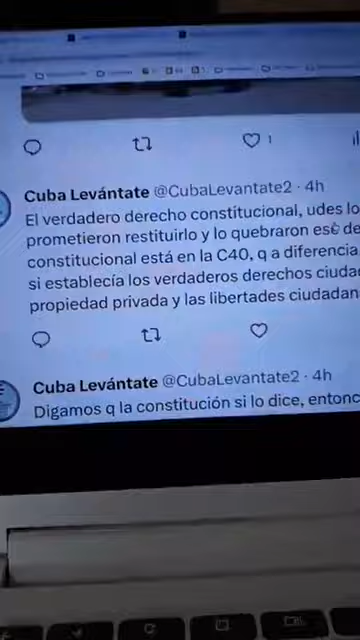 1
Cuba Levántate @CubaLevantate2 · 4h
El verdadero derecho constitucional, udes lo
prometieron restituirlo y lo quebraron esè de
constitucional está en la C40, q a diferencia
si establecía los verdaderos derechos ciuda
propiedad privada y las libertades ciudadan
Cuba Levántate @CubaLevantate2 · 4h
Digamos q la constitución si lo dice, entonc